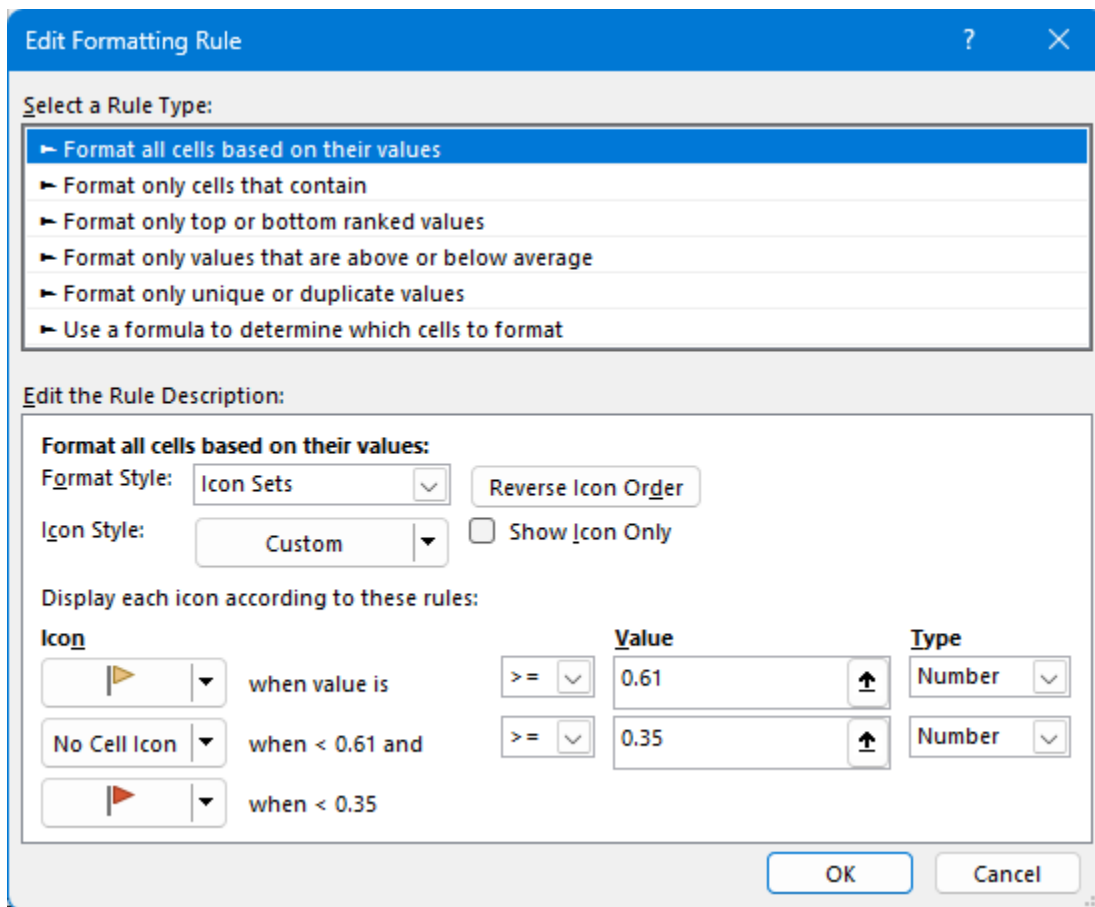 Edit Formatting Rule ?
Select a Rule Type:
► Format all cells based on their values
► Format only cells that contain
► Format only top or bottom ranked values
► Format only values that are above or below average
► Format only unique or duplicate values
► Use a formula to determine which cells to format
Edit the Rule Description:
Format all cells based on their values:
Format Style: Icon Sets Reverse Icon Order
Icon Style: Custom Show Icon Only
Display each icon according to these rules:
Icon Value Type
when value is >= 0.61 Number
No Cell Icon when < 0.61 and >= 0.35 Number
when < 0.35
OK Cancel